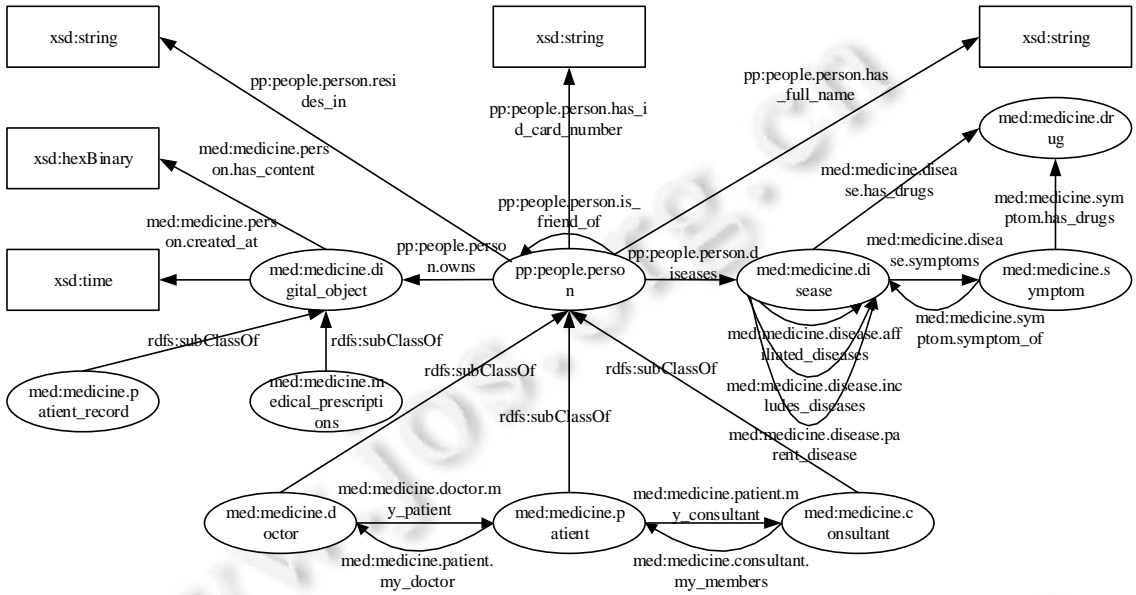 xsd:string
xsd:string
xsd:string
pp:people.person.resi
des_in
pp:people.person.has_i
d_card_number
pp:people.person.has
_full_name
med:medicine.dr
ug
xsd:hexBinary
med:medicine.pers
on.has_content
med:medicine.disea
se.has_drugs
med:medicine.sym
ptom.has_drugs
med:medicine.pers
on.created_at
pp:people.person.is_
friend_of
xsd:time
med:medicine.di
gital_object
pp:people.perso
n.owns
pp:people.perso
n
pp:people.person.d
iseases
med:medicine.di
sease
med:medicine.disea
se.symptoms
med:medicine.s
ymptom
med:medicine.sym
ptom.symptom_of
rdfs:subClassOf
rdfs:subClassOf
med:medicine.disease.aff
iliated_diseases
rdfs:subClassOf
rdfs:subClassOf
med:medicine.p
atient_record
med:medicine.m
edical_prescripti
ons
med:medicine.disease.inc
ludes_diseases
rdfs:subClassOf
med:medicine.disease.pa
rent_disease
med:medicine.d
octor
med:medicine.doctor.m
y_patient
med:medicine.p
atient
med:medicine.patient.m
y_consultant
med:medicine.c
onsultant
med:medicine.patient.
my_doctor
med:medicine.consultant.
my_members
www.jos.org.cn